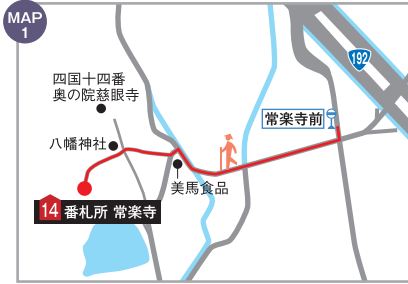 MAP
1
192
四国十四番
奥の院慈眼寺
常楽寺前
八幡神社
美馬食品
14 番札所 常楽寺